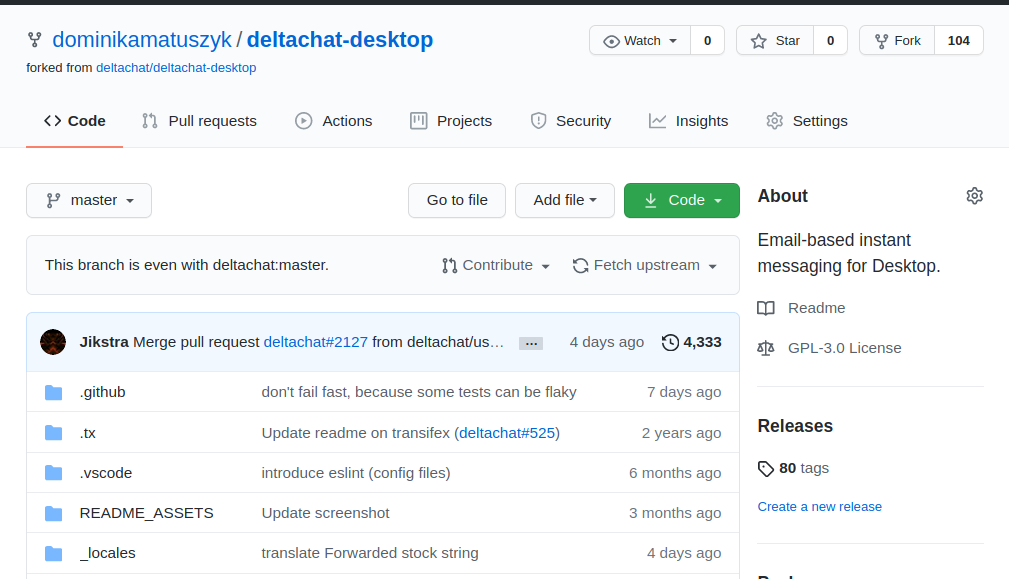 dominikamatuszyk / deltachat-desktop
Watch 0 Star 0 Fork 104
forked from deltachat/deltachat-desktop
Code Pull requests Actions Projects Security Insights Settings
master Go to file Add file Code
This branch is even with deltachat:master. Contribute Fetch upstream
Jikstra Merge pull request deltachat#2127 from deltachat/us… ... 4 days ago 4,333
.github don't fail fast, because some tests can be flaky 7 days ago
.tx Update readme on transifex (deltachat#525) 2 years ago
.vscode introduce eslint (config files) 6 months ago
README_ASSETS Update screenshot 3 months ago
_locales translate Forwarded stock string 4 days ago
About
Email-based instant
messaging for Desktop.
Readme
GPL-3.0 License
Releases
80 tags
Create a new release